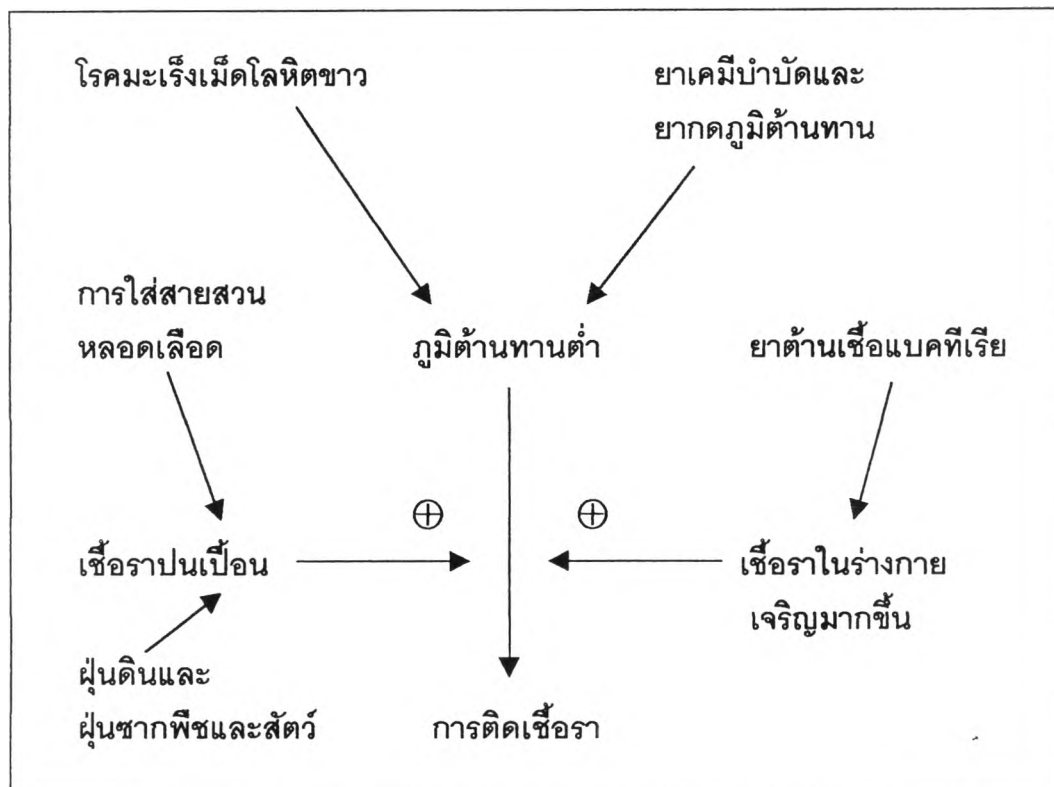 โรคมะเร็งเม็ดโลหิตขาว
ยาเคมีบำบัดและ
ยากดภูมิต้านทาน
การใส่สายสวน
หลอดเลือด
ภูมิต้านทานต่ำ
ยาต้านเชื้อแบคทีเรีย
เชื้อราปนเปื้อน
เชื้อราในร่างกาย
เจริญมากขึ้น
ฝุ่นดินและ
ฝุ่นซากพืชและสัตว์
การติดเชื้อรา